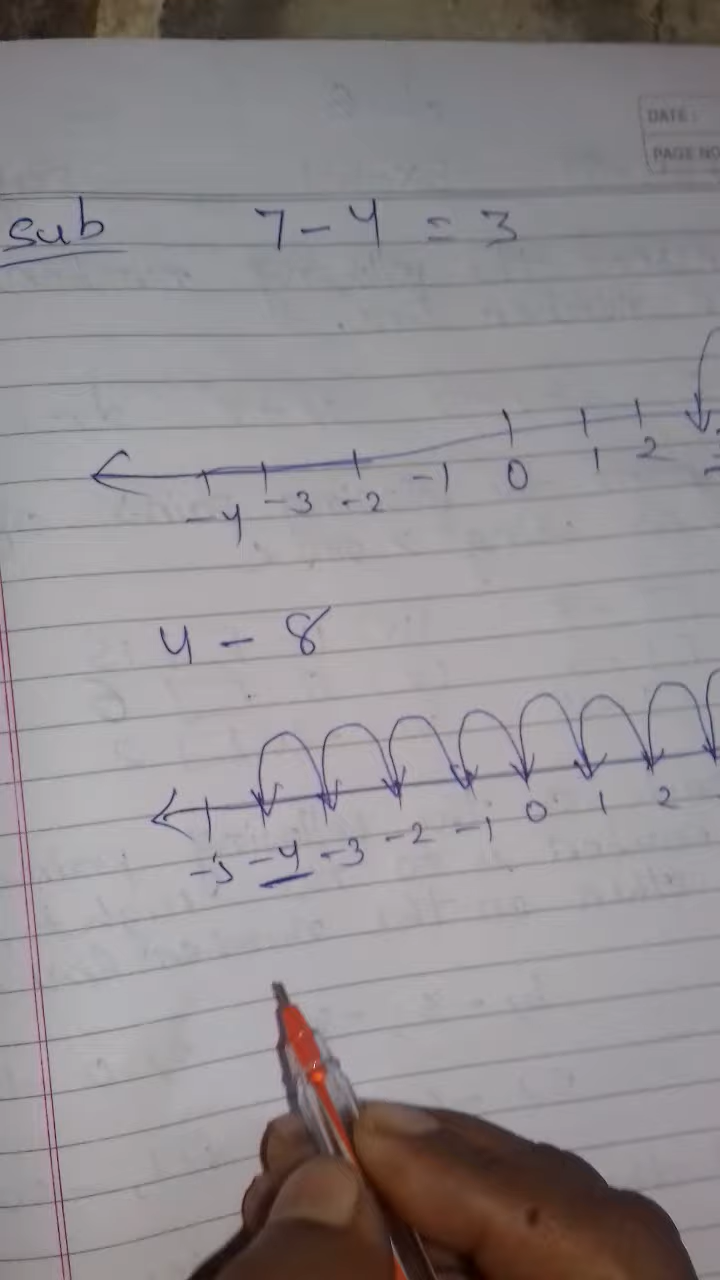 DATE :
PAGE NO
Sub 7 - 4 = 3
-4 -3 -2 -1 0 1 2
4 - 8
-5 -4 -3 -2 -1 0 1 2